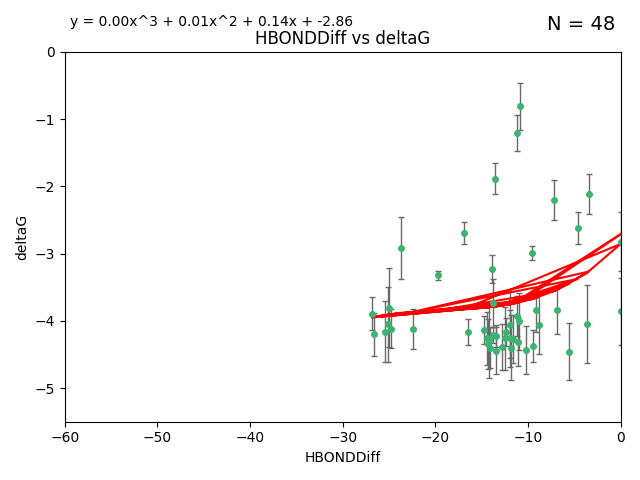 y = 0.00x^3 + 0.01x^2 + 0.14x + -2.86
N = 48
HBONDDiff vs deltaG
0
−1
−2
−3
−4
−5
deltaG
−60
−50
−40
−30
−20
−10
0
HBONDDiff